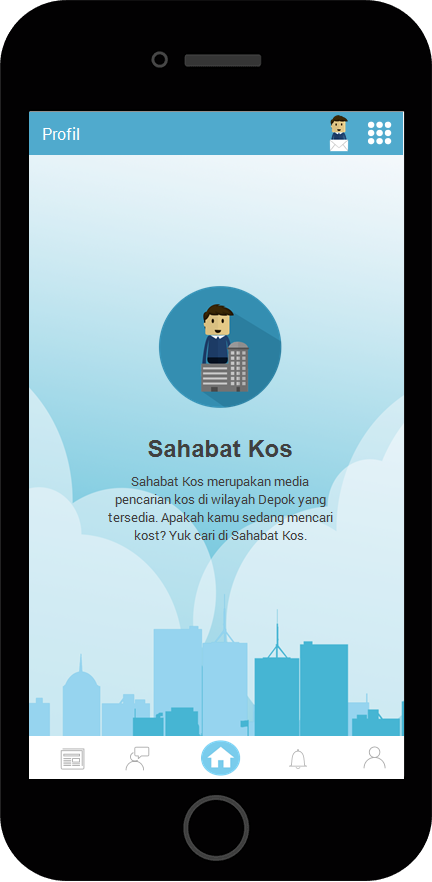 Profil
Sahabat Kos
Sahabat Kos merupakan media
pencarian kos di wilayah Depok yang
tersedia. Apakah kamu sedang mencari
kost? Yuk cari di Sahabat Kos.